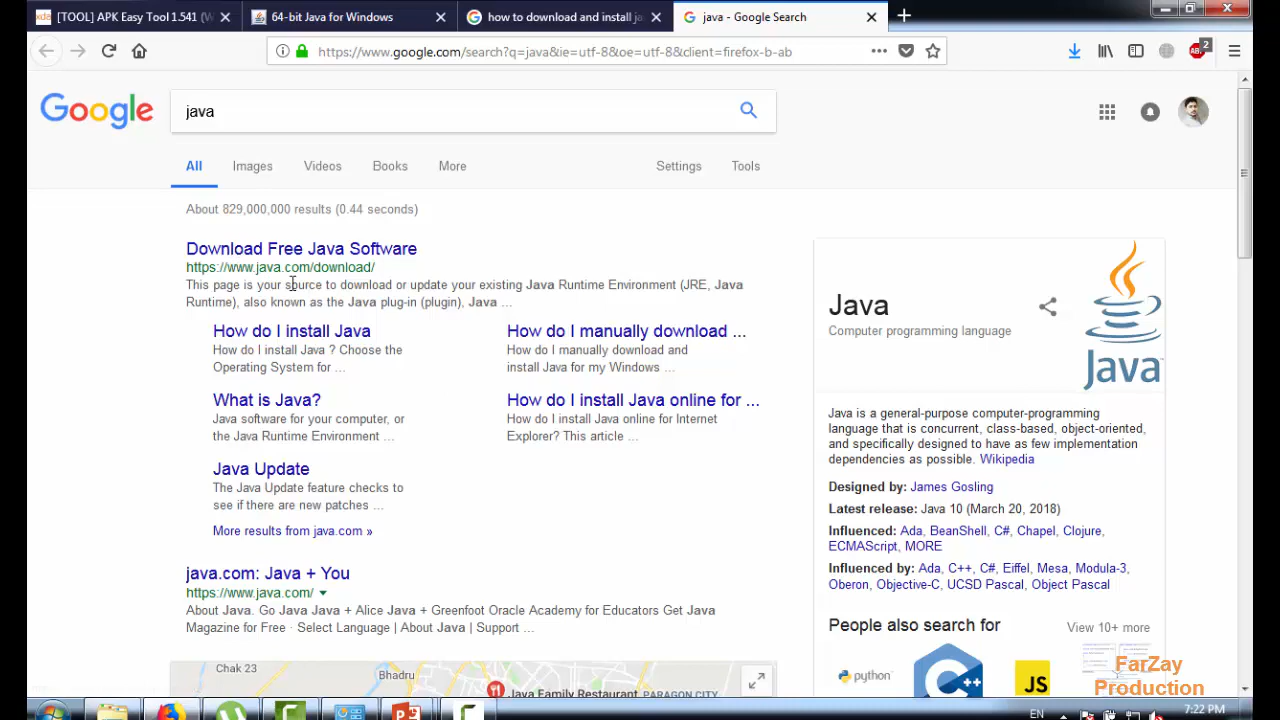 [TOOL] APK Easy Tool 1.541 (W
64-bit Java for Windows
how to download and install ja
java - Google Search
https://www.google.com/search?q=java&ie=utf-8&oe=utf-8&client=firefox-b-ab
2
Google
java
All
Images
Videos
Books
More
Settings
Tools
About 829,000,000 results (0.44 seconds)
Download Free Java Software
https://www.java.com/download/
This page is your source to download or update your existing Java Runtime Environment (JRE, Java
Runtime), also known as the Java plug-in (plugin), Java ...
How do I install Java
How do I install Java ? Choose the
Operating System for ...
How do I manually download ...
How do I manually download and
install Java for my Windows ...
What is Java?
Java software for your computer, or
the Java Runtime Environment ...
How do I install Java online for ...
How do I install Java online for Internet
Explorer? This article ...
Java Update
The Java Update feature checks to
see if there are new patches ...
More results from java.com »
java.com: Java + You
https://www.java.com/
About Java. Go Java Java + Alice Java + Greenfoot Oracle Academy for Educators Get Java
Magazine for Free · Select Language | About Java | Support ...
Chak 23
Java Family Restaurant
PARAGON CITY
Java
Computer programming language
Java
Java is a general-purpose computer-programming
language that is concurrent, class-based, object-oriented,
and specifically designed to have as few implementation
dependencies as possible. Wikipedia
Designed by: James Gosling
Latest release: Java 10 (March 20, 2018)
Influenced: Ada, BeanShell, C#, Chapel, Clojure,
ECMAScript, MORE
Influenced by: Ada, C++, C#, Eiffel, Mesa, Modula-3,
Oberon, Objective-C, UCSD Pascal, Object Pascal
People also search for
View 10+ more
python
JS
FarZay
Production
EN
7:22 PM